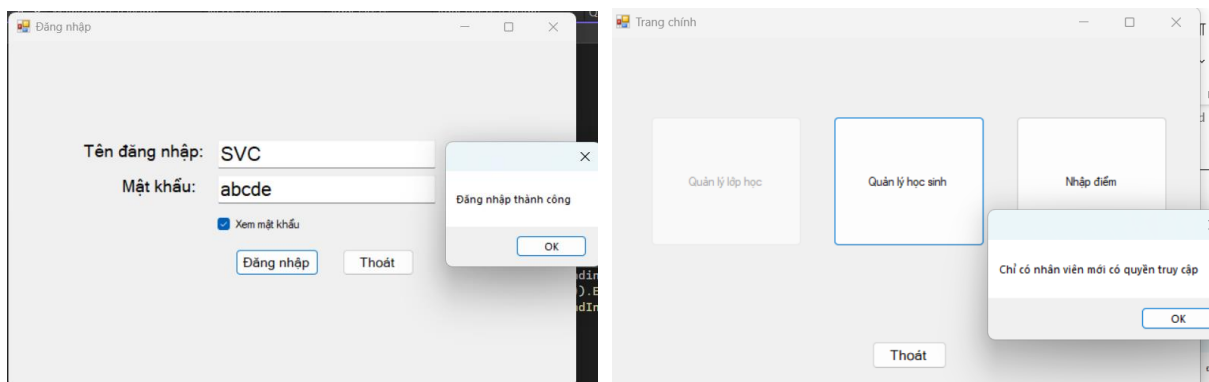 Đăng nhập
Tên đăng nhập: SVC
Mật khẩu: abcde
Xem mật khẩu
Đăng nhập Thoát
Đăng nhập thành công
OK
Trang chính
Quản lý lớp học Quản lý học sinh Nhập điểm
Chỉ có nhân viên mới có quyền truy cập
OK
Thoát